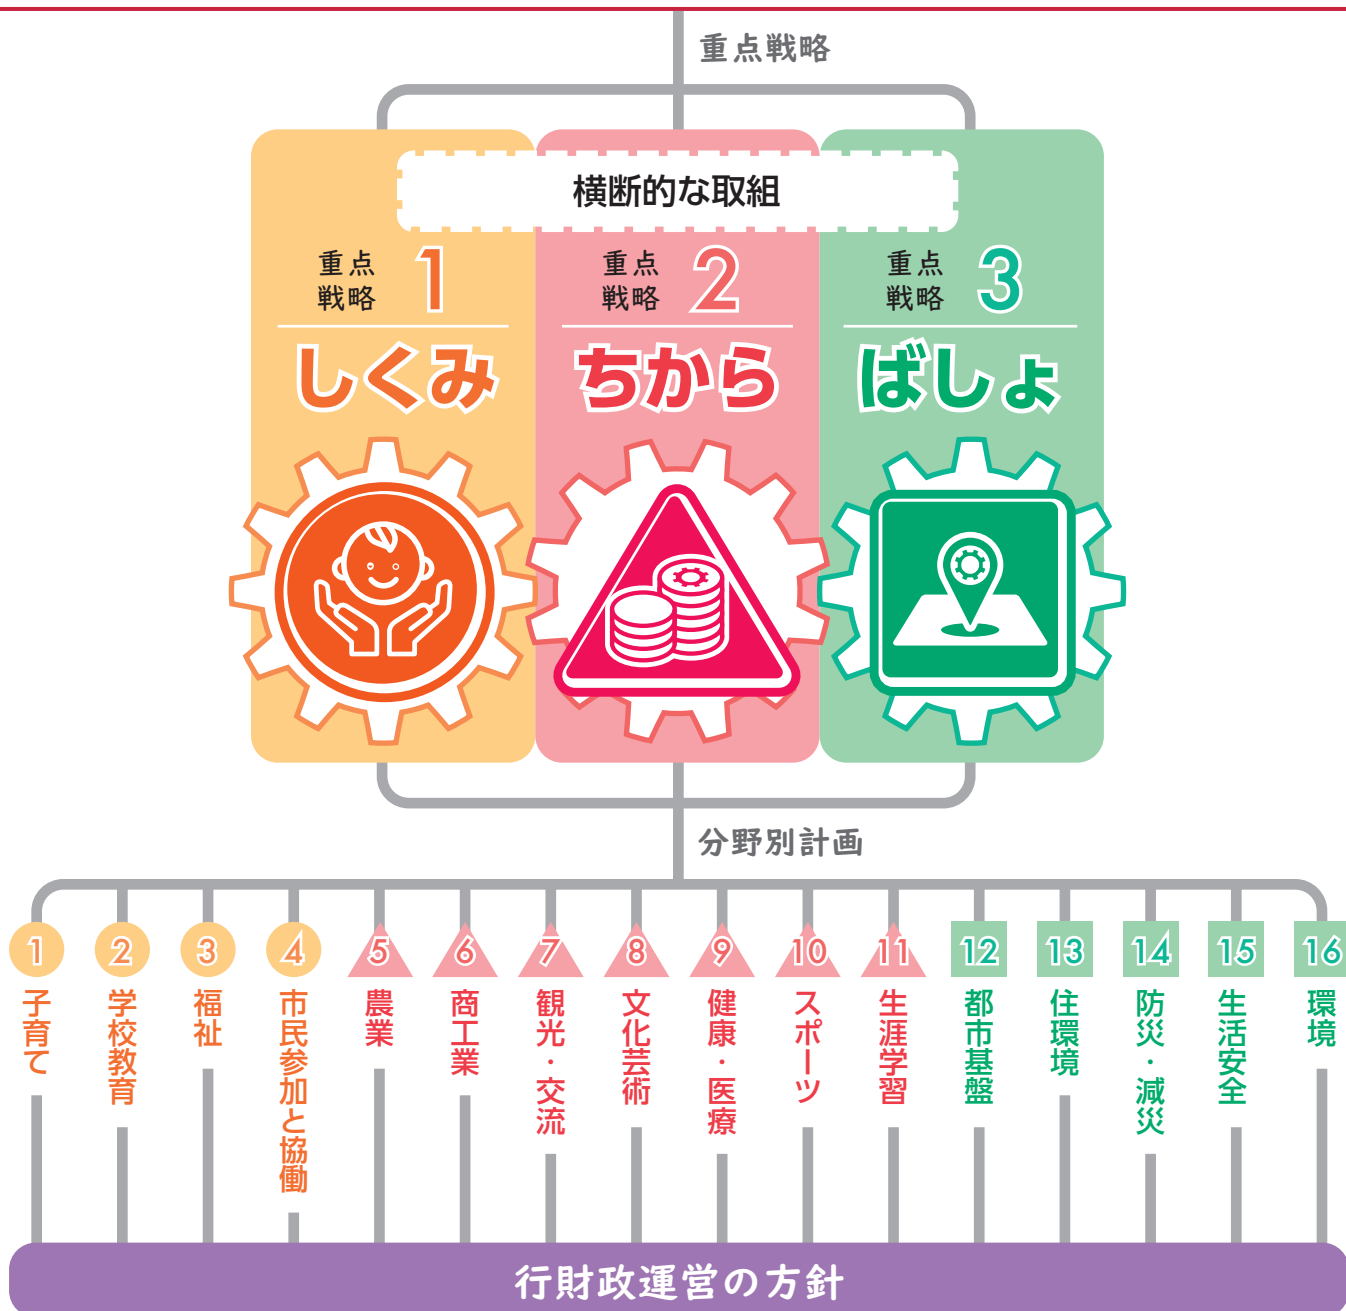 重点戦略
横断的な取組
重点
戦略
1
しくみ
重点
戦略
2
ちから
重点
戦略
3
ばしょ
分野別計画
1
子育て
2
学校教育
3
福祉
4
市民参加と協働
5
農業
6
商工業
7
観光・交流
8
文化芸術
9
健康・医療
10
スポーツ
11
生涯学習
12
都市基盤
13
住環境
14
防災・減災
15
生活安全
16
環境
行財政運営の方針